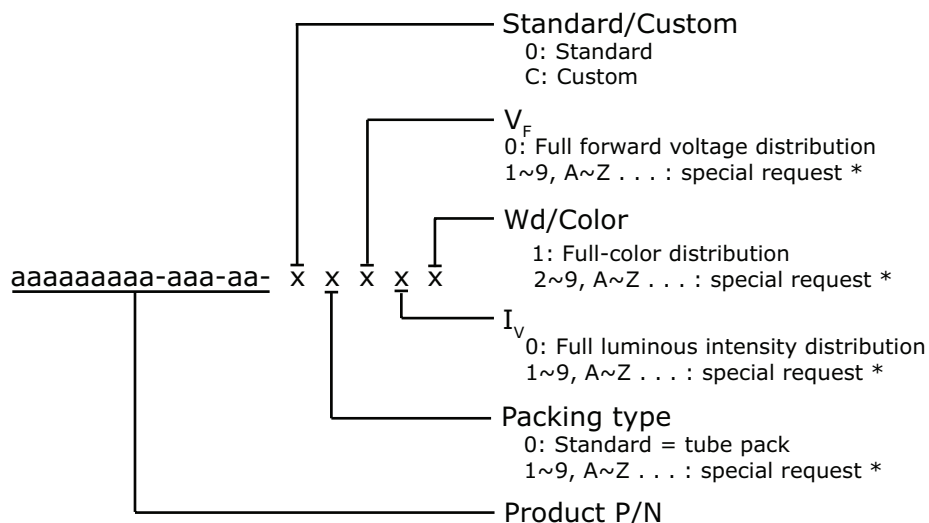 Standard/Custom
0: Standard
C: Custom
VF
0: Full forward voltage distribution
1~9, A~Z . . . : special request *
Wd/Color
1: Full-color distribution
2~9, A~Z . . . : special request *
aaaaaaaaa-aaa-aa- x x x x x
IV
0: Full luminous intensity distribution
1~9, A~Z . . . : special request *
Packing type
0: Standard = tube pack
1~9, A~Z . . . : special request *
Product P/N